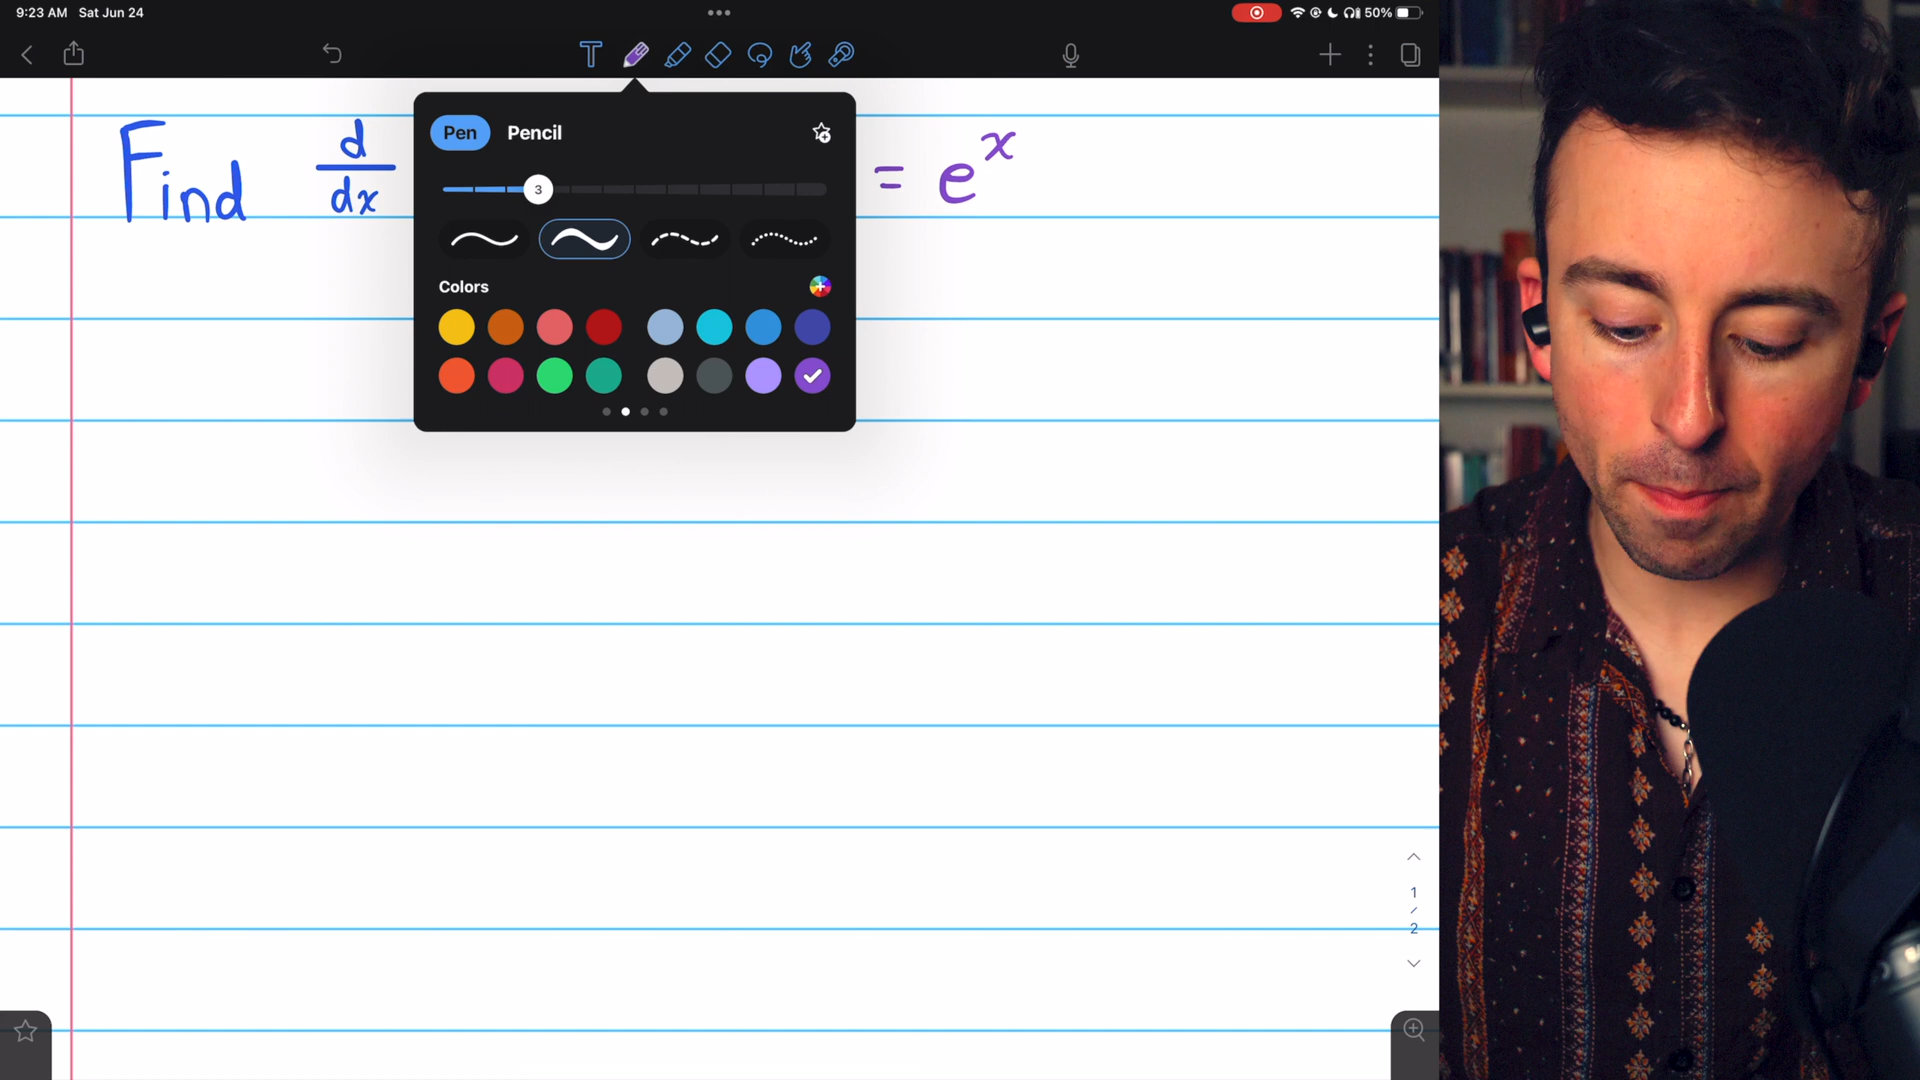 9:23 AM Sat Jun 24 50%
T
Find d/dx = e^x
Pen Pencil
3
Colors
1
/
2